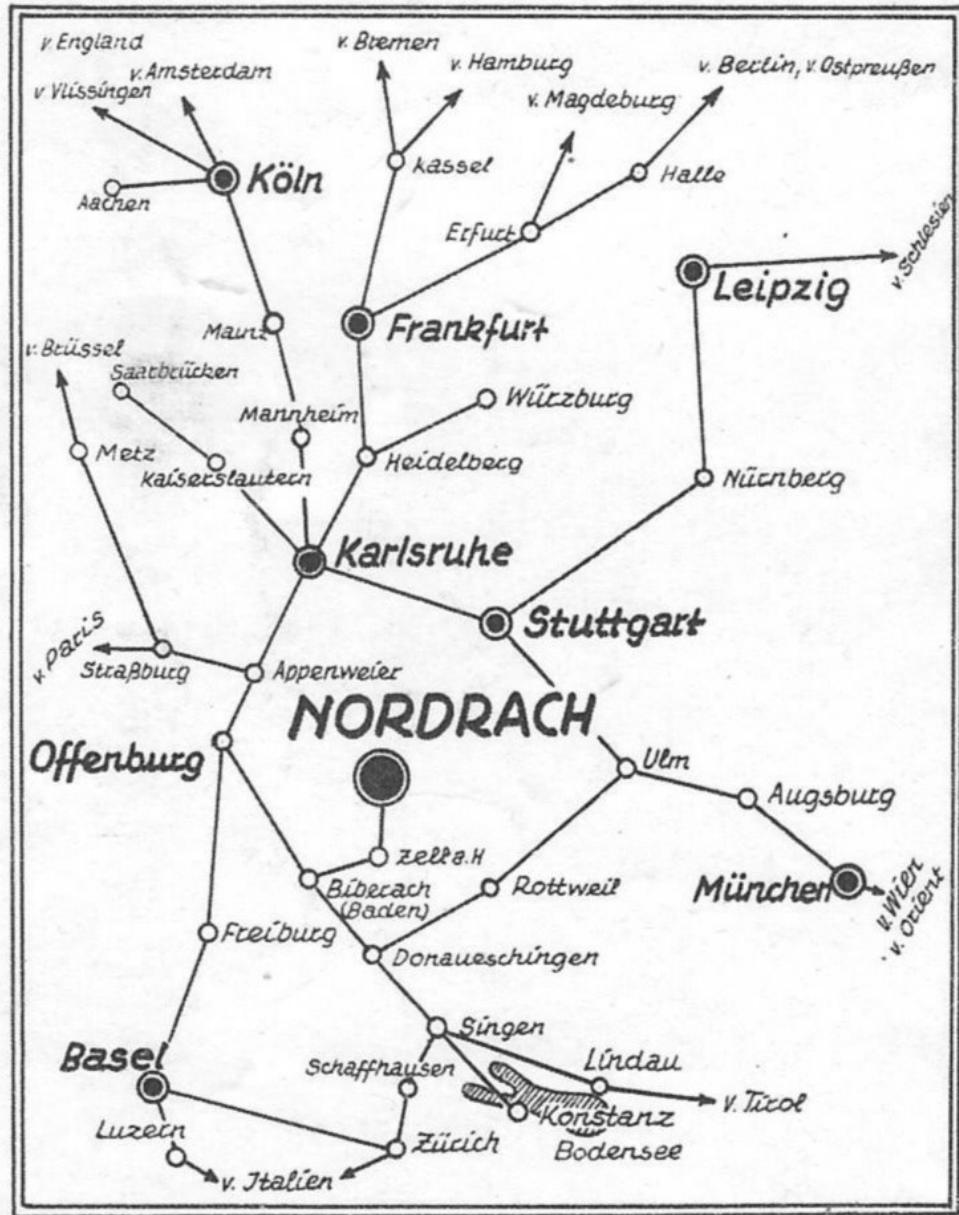 v. England
v. Bremen
v. Amsterdam
v. Hamburg
v. Berlin, v. Ostpreußen
v. Vlissingen
v. Magdeburg
Köln
Kassel
Halle
Aachen
Erfurt
v. Schlesien
Leipzig
Mainz
Frankfurt
v. Brüssel
Saarbrücken
Würzburg
Mannheim
Metz
Kaiserslautern
Heidelberg
Nürnberg
Karlsruhe
Stuttgart
v. Paris
Straßburg
Appenweier
NORDRACH
Offenburg
Ulm
Augsburg
Zell a. H
Biberach
(Baden)
Rottweil
München
v. Wien
v. Orient
Freiburg
Donaueschingen
Singen
Basel
Schaffhausen
Lindau
v. Tirol
Konstanz
Luzern
Zürich
Bodensee
v. Italien